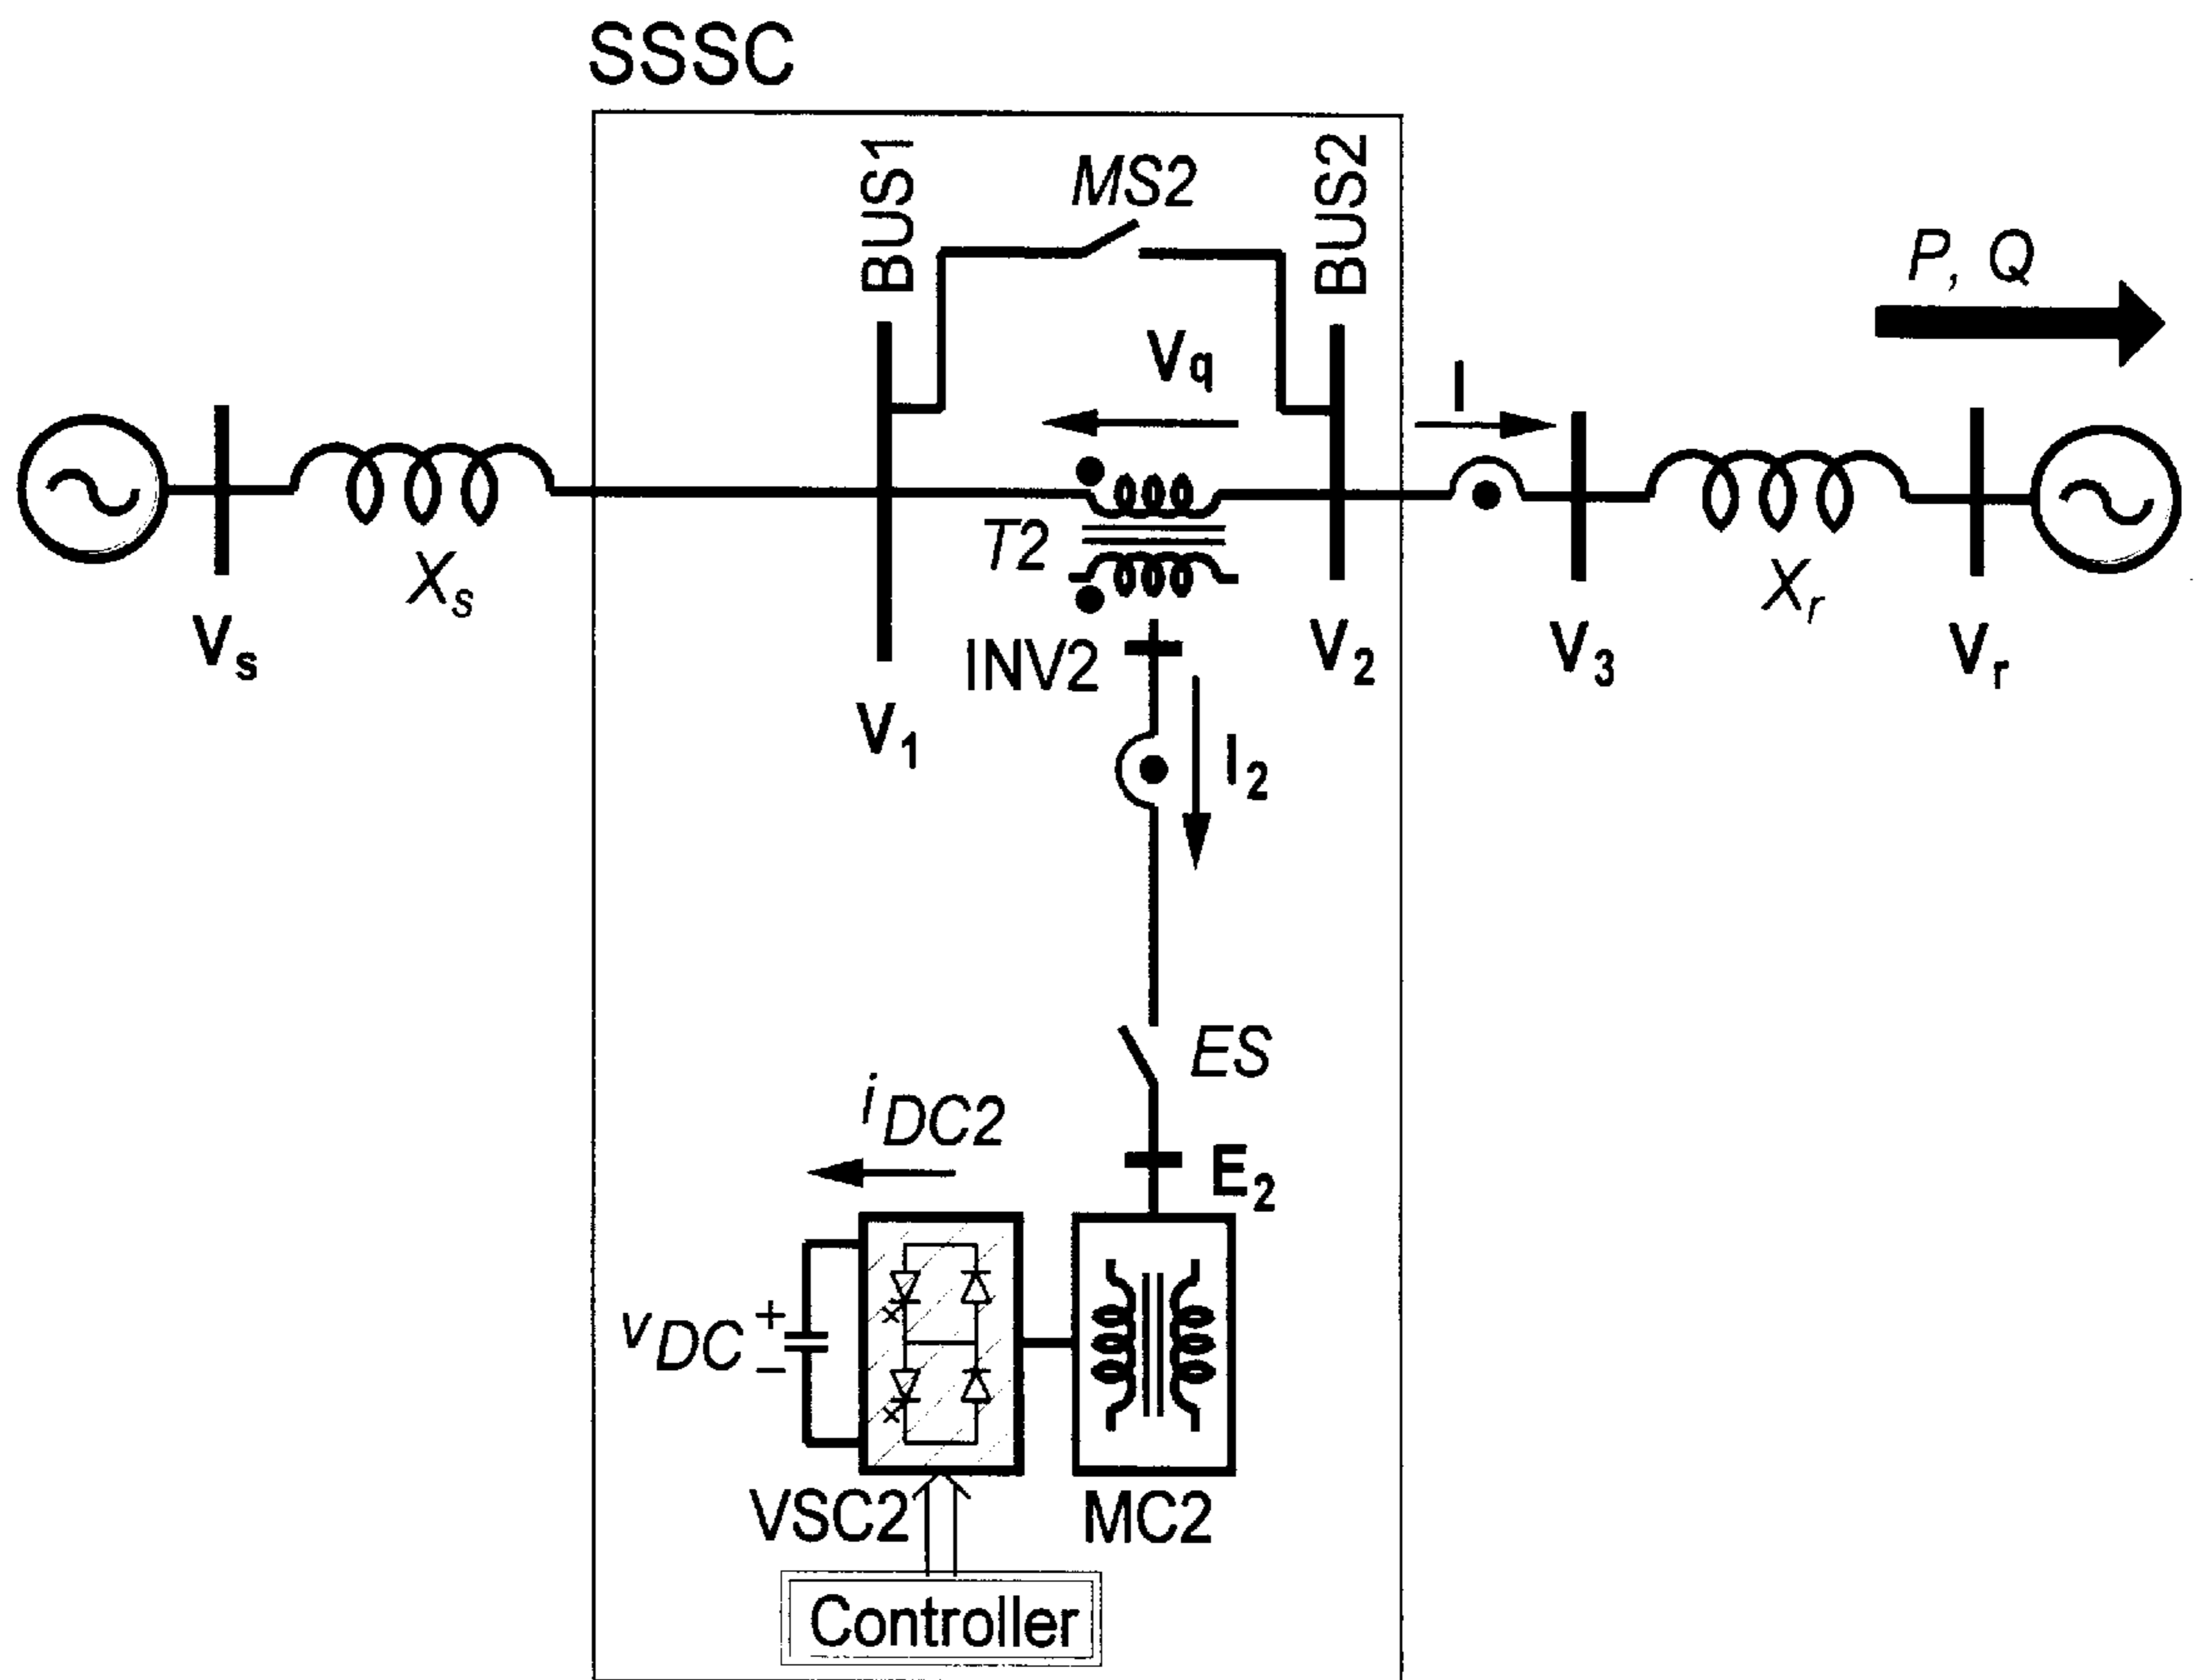 SSSC
BUS1
MS2
BUS2
P, Q
Vq
I
T2
Xs
Xr
Vs
INV2
V1
V2
V3
Vr
I2
ES
iDC2
E2
vDC
+
−
VSC2
MC2
Controller